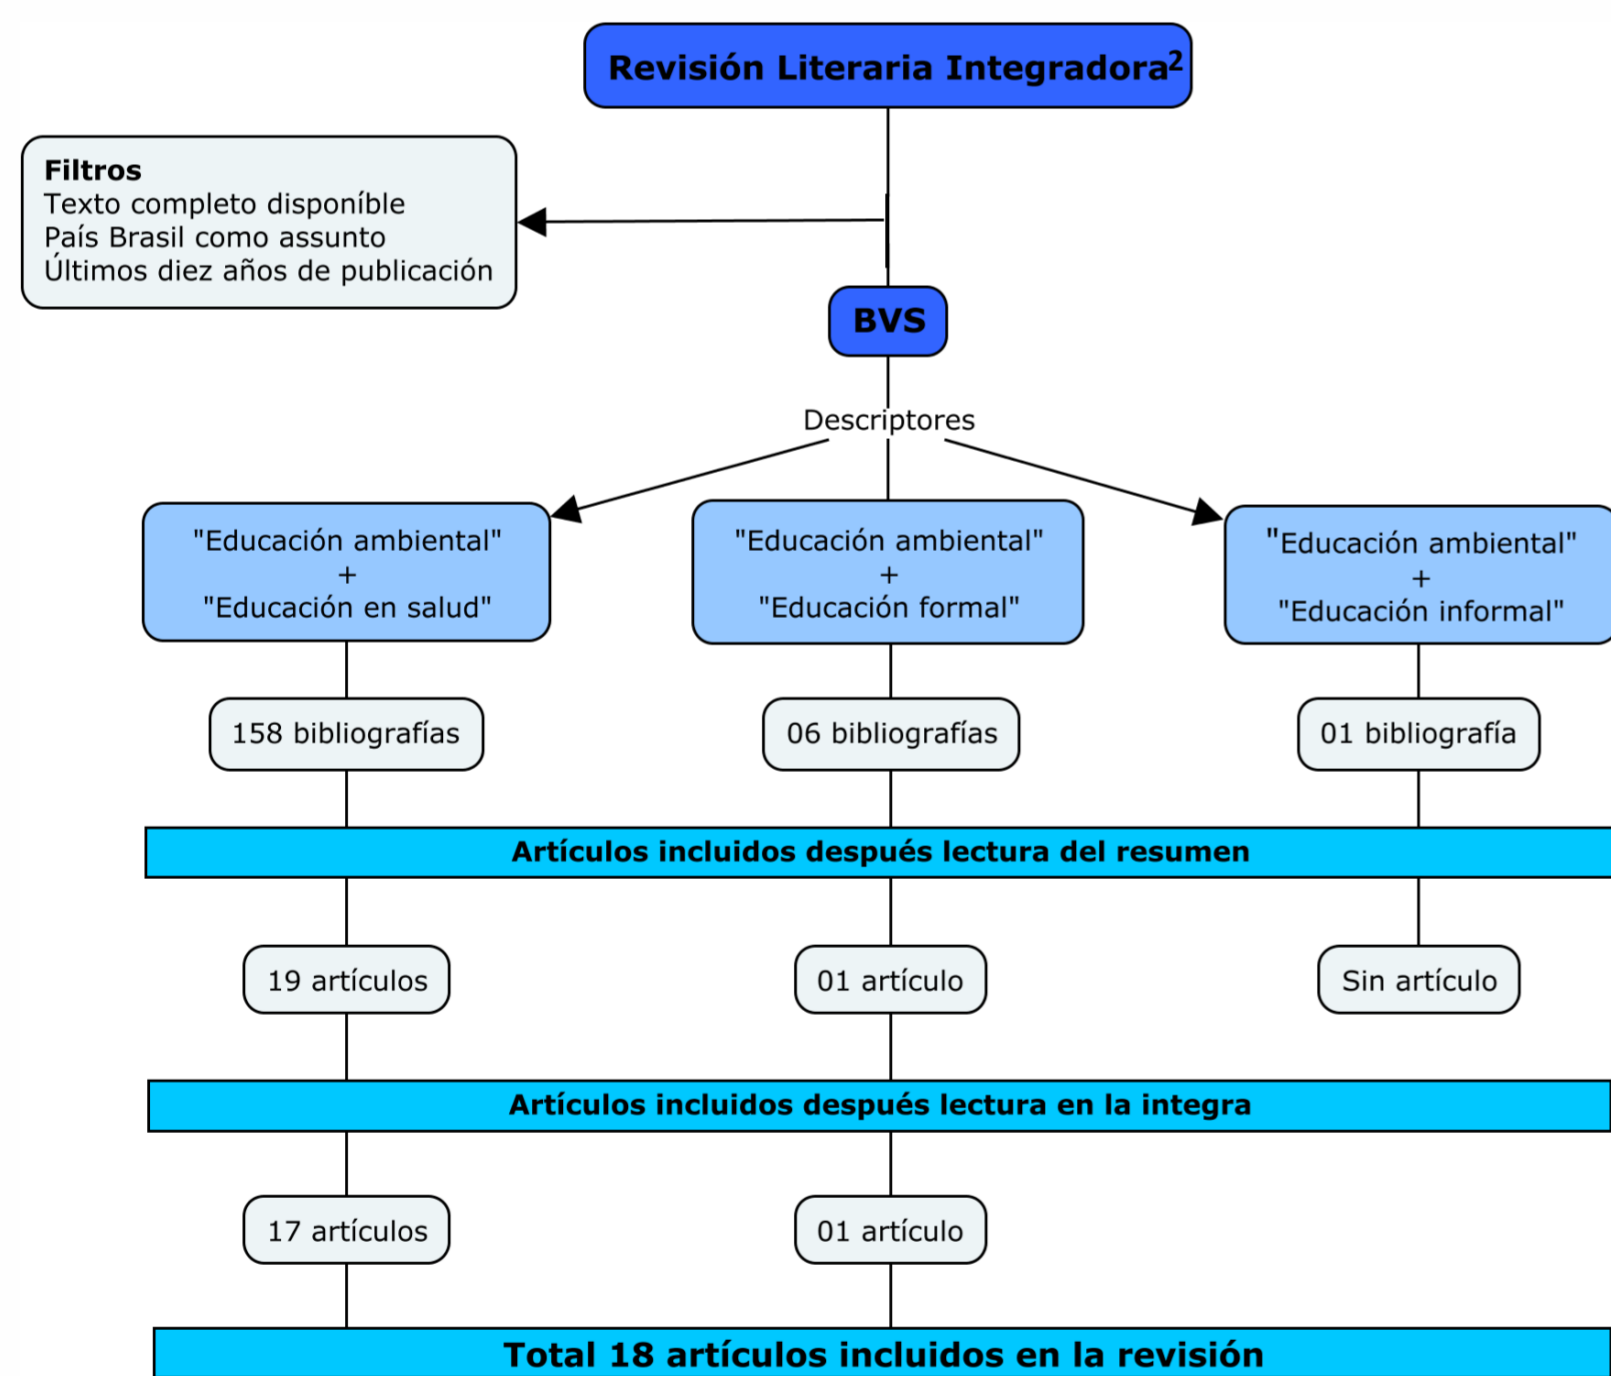 Revisión Literaria Integradora²
Filtros
Texto completo disponíble
País Brasil como assunto
Últimos diez años de publicación
BVS
Descriptores
"Educación ambiental"
+
"Educación en salud"
"Educación ambiental"
+
"Educación formal"
"Educación ambiental"
+
"Educación informal"
158 bibliografías
06 bibliografías
01 bibliografía
Artículos incluidos después lectura del resumen
19 artículos
01 artículo
Sin artículo
Artículos incluidos después lectura en la integra
17 artículos
01 artículo
Total 18 artículos incluidos en la revisión